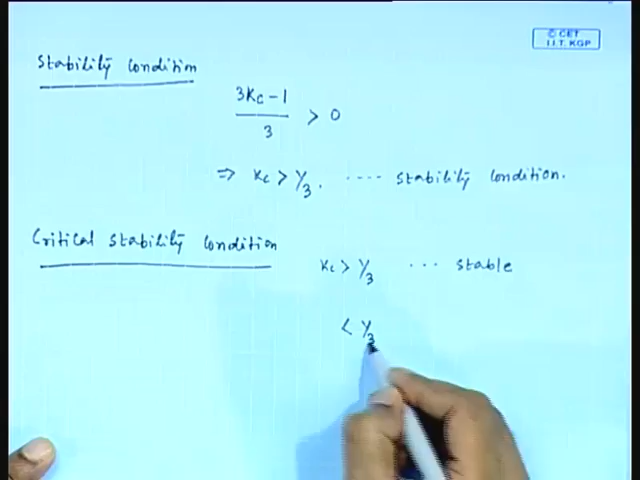 © CET
I.I.T. KGP
Stability Condition
3Kc-1
3
> 0
⇒ Kc > 1/3. .... Stability Condition.
Critical Stability Condition
Kc > 1/3 ... Stable
< 1/3